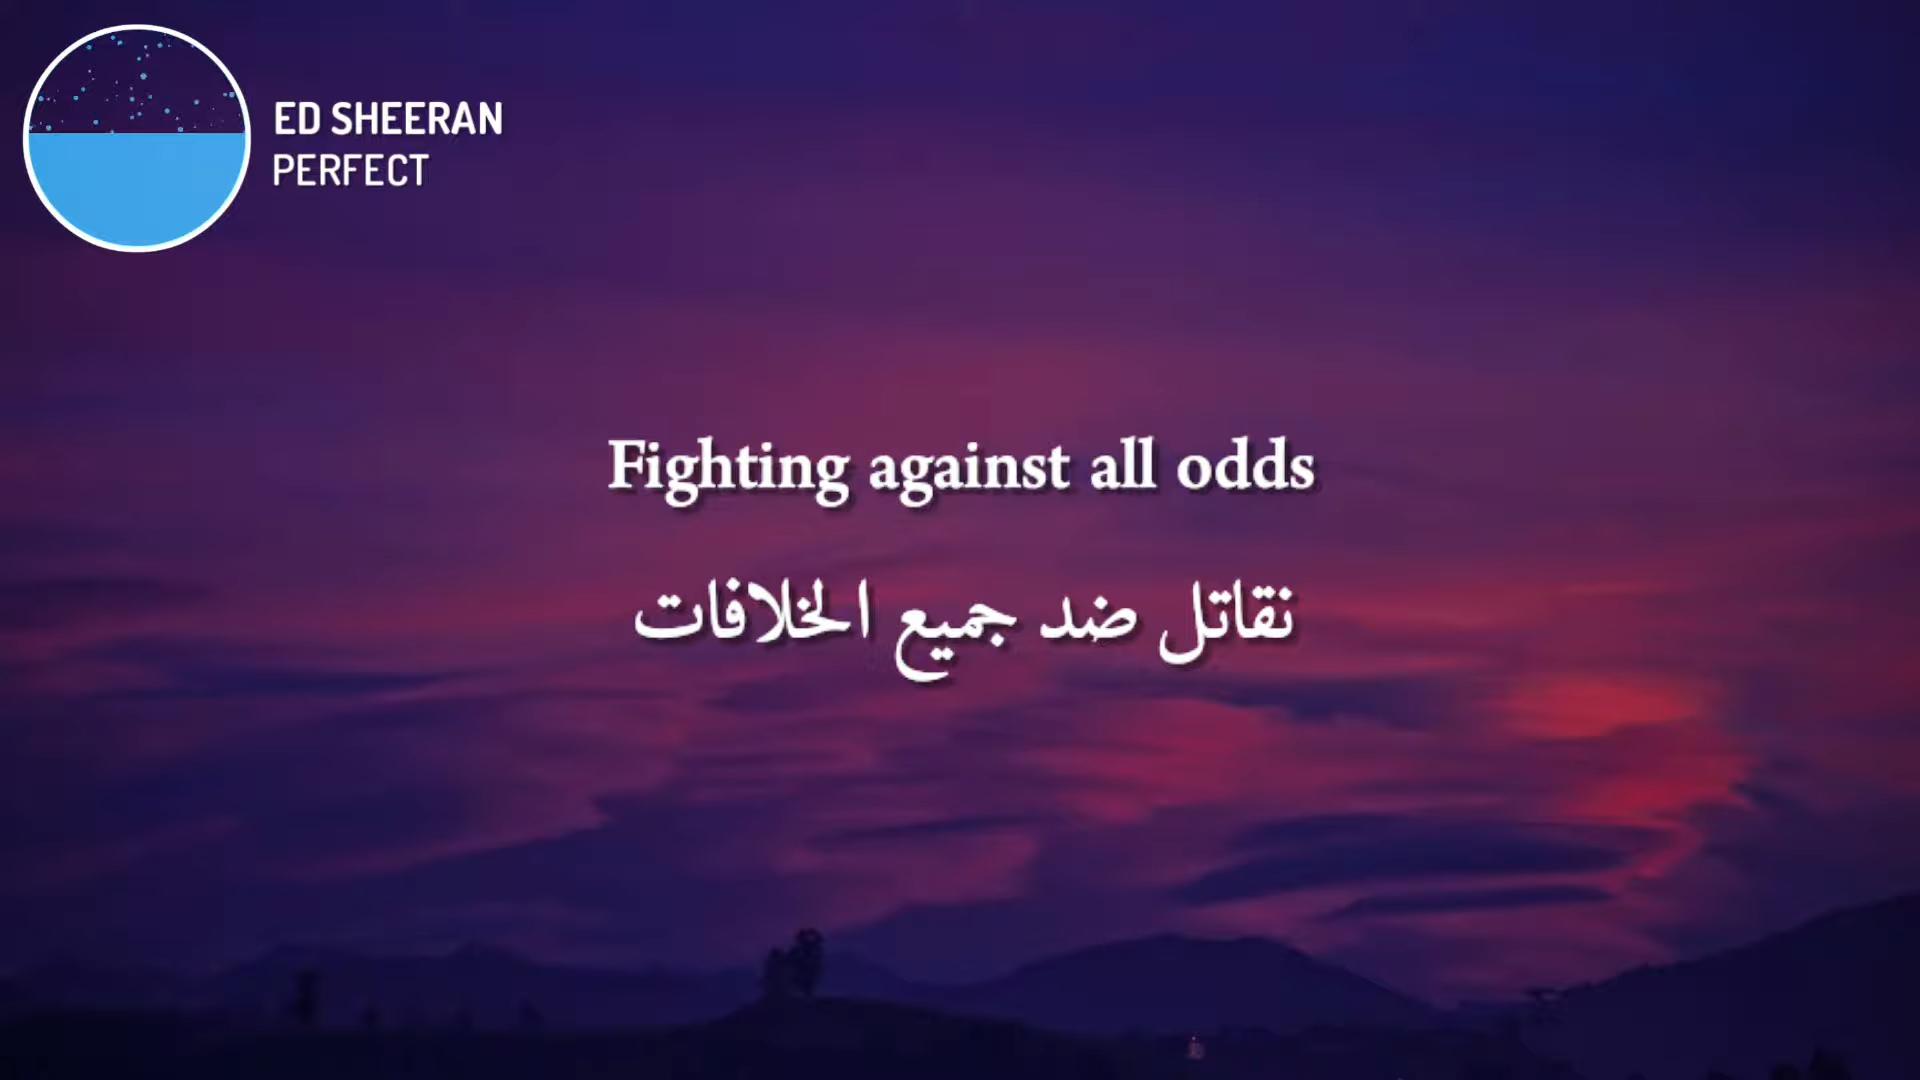 ED SHEERAN
PERFECT
Fighting against all odds
نقاتل ضد جميع الخلافات